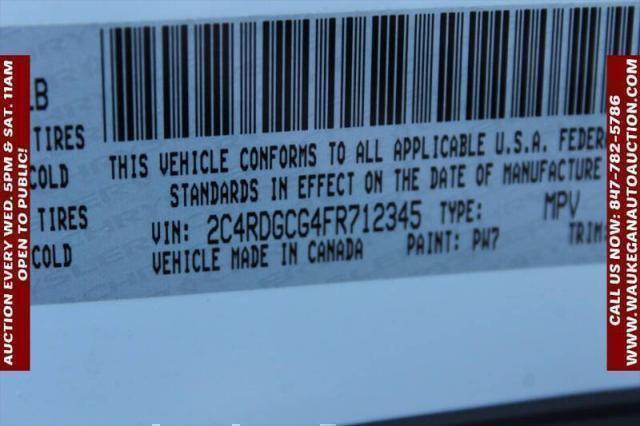 AUCTION EVERY WED. 5PM & SAT. 11AM
OPEN TO PUBLIC!
LB
TIRES
COLD
TIRES
COLD
THIS VEHICLE CONFORMS TO ALL APPLICABLE U.S.A. FEDER
STANDARDS IN EFFECT ON THE DATE OF MANUFACTURE
VIN: 2C4RDGCG4FR712345 TYPE: MPV
VEHICLE MADE IN CANADA PAINT: PW7 TRIM:
CALL US NOW: 847-782-5786
WWW.WAUKEGANAUTOAUCTION.COM